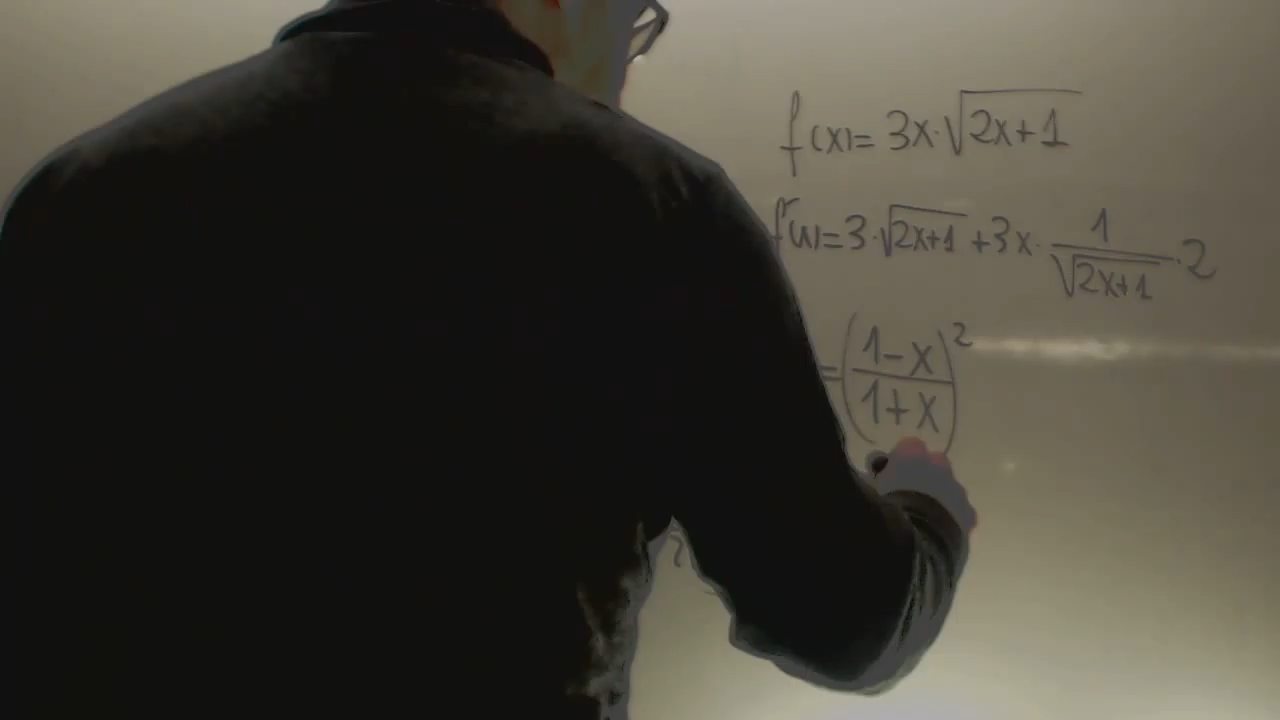 f(x)= 3x·√(2x+1)
f'(x)=3·√(2x+1) +3x· 1/√(2x+1) ·2
=((1-x)/(1+x))²